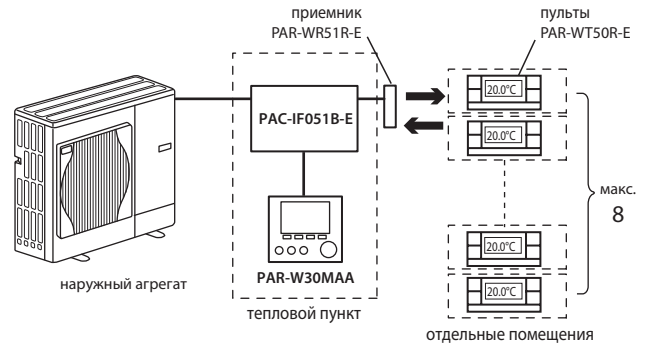 приемник
PAR-WR51R-E
пульты
PAR-WT50R-E
PAC-IF051B-E
20.0°C
20.0°C
макс.
8
20.0°C
20.0°C
PAR-W30MAA
наружный агрегат
тепловой пункт
отдельные помещения